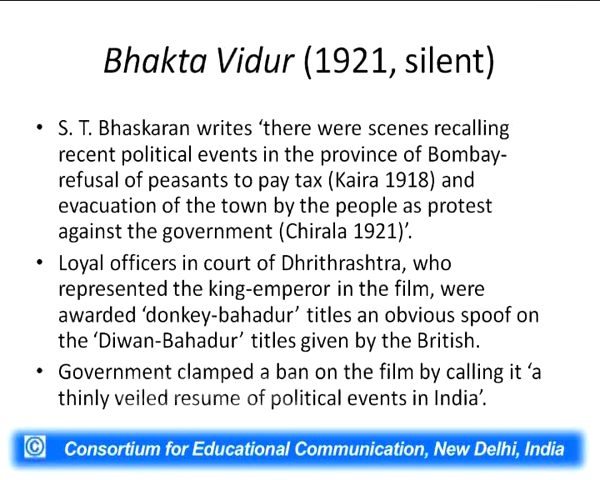 Bhakta Vidur (1921, silent)
• S. T. Bhaskaran writes ‘there were scenes recalling
recent political events in the province of Bombay-
refusal of peasants to pay tax (Kaira 1918) and
evacuation of the town by the people as protest
against the government (Chirala 1921)’.
• Loyal officers in court of Dhrithrashtra, who
represented the king-emperor in the film, were
awarded ‘donkey-bahadur’ titles an obvious spoof on
the ‘Diwan-Bahadur’ titles given by the British.
• Government clamped a ban on the film by calling it ‘a
thinly veiled resume of political events in India’.
© Consortium for Educational Communication, New Delhi, India